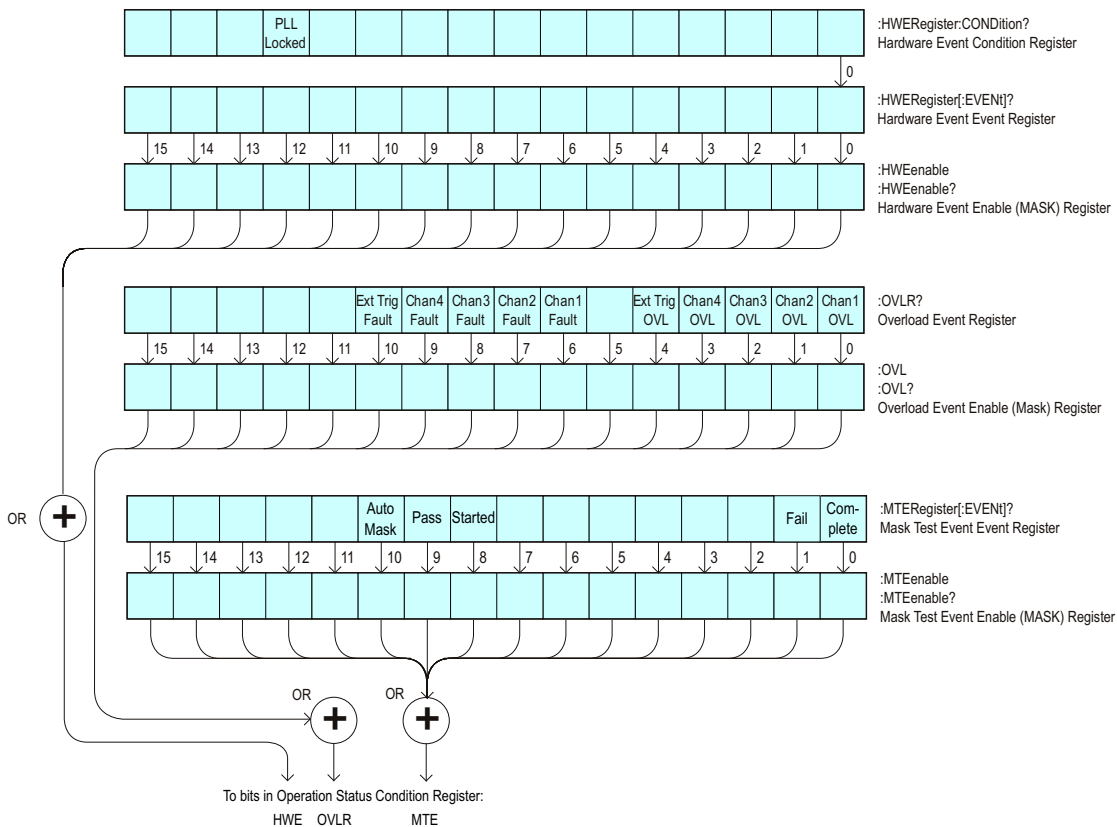 PLL
Locked
:HWERegister:CONDition?
Hardware Event Condition Register
0
:HWERegister[:EVENt]?
Hardware Event Event Register
15 14 13 12 11 10 9 8 7 6 5 4 3 2 1 0
:HWEenable
:HWEenable?
Hardware Event Enable (MASK) Register
Ext Trig Chan4 Chan3 Chan2 Chan1 Ext Trig Chan4 Chan3 Chan2 Chan1
Fault Fault Fault Fault Fault OVL OVL OVL OVL OVL
:OVLR?
Overload Event Register
15 14 13 12 11 10 9 8 7 6 5 4 3 2 1 0
:OVL
:OVL?
Overload Event Enable (Mask) Register
OR +
Auto
Mask
Pass
Started
Fail
Com-
plete
:MTERegister[:EVENt]?
Mask Test Event Event Register
15 14 13 12 11 10 9 8 7 6 5 4 3 2 1 0
:MTEenable
:MTEenable?
Mask Test Event Enable (MASK) Register
OR + OR +
To bits in Operation Status Condition Register:
HWE OVLR MTE